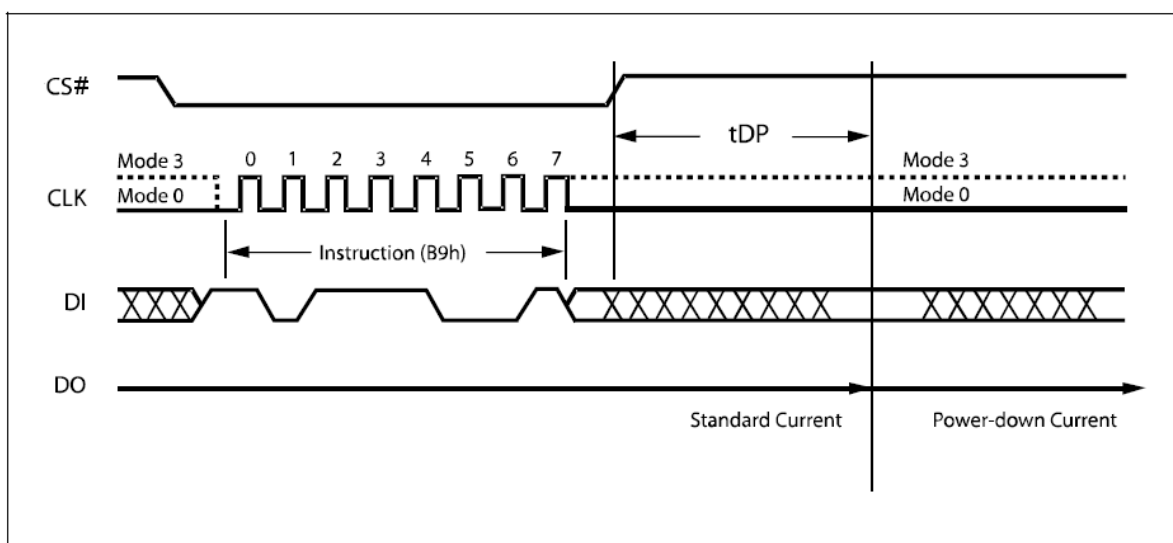 CS#
tDP
Mode 3
0 1 2 3 4 5 6 7
Mode 3
CLK
Mode 0
Mode 0
Instruction (B9h)
DI
DO
Standard Current
Power-down Current